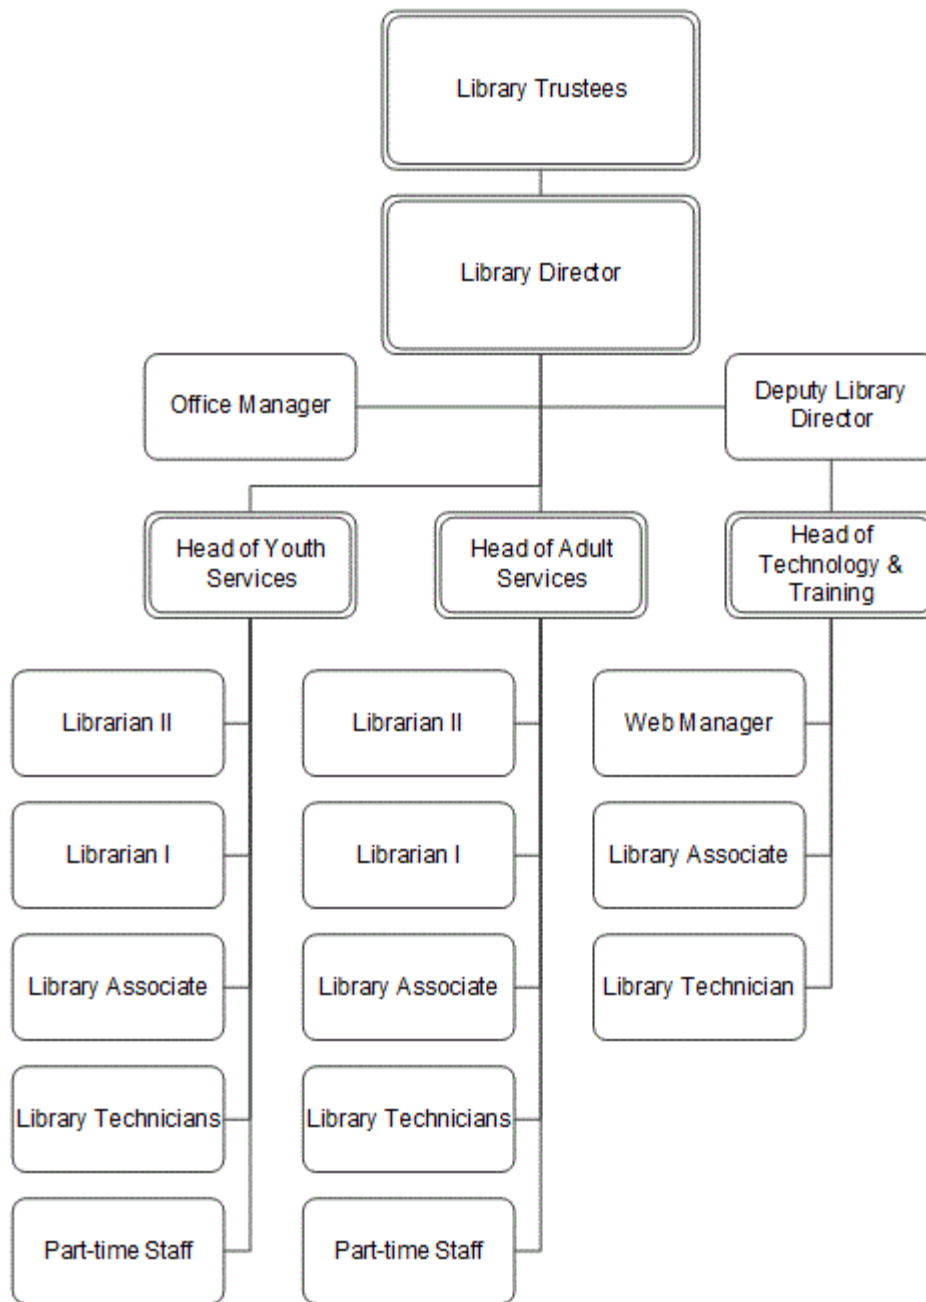 Library Trustees
Library Director
Office Manager
Deputy Library
Director
Head of Youth
Services
Head of Adult
Services
Head of
Technology &
Training
Librarian II
Librarian II
Web Manager
Librarian I
Librarian I
Library Associate
Library Associate
Library Associate
Library Technician
Library Technicians
Library Technicians
Part-time Staff
Part-time Staff